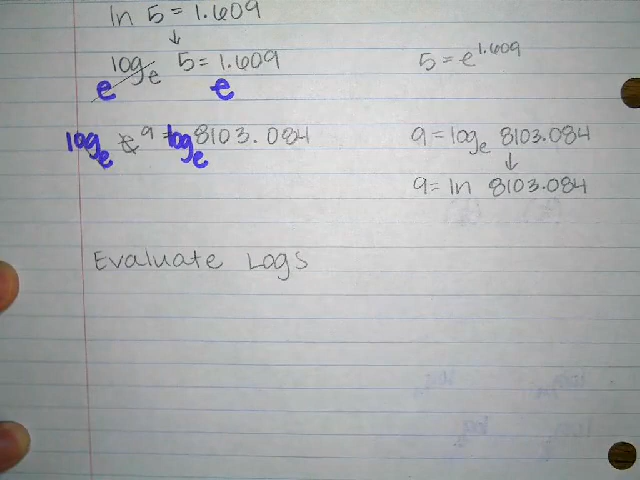 ln 5 = 1.609
↓
log_e 5 = 1.609
e e
5 = e^1.609
log_e e^9 = log_e 8103.084
9 = log_e 8103.084
↓
9 = ln 8103.084
Evaluate Logs